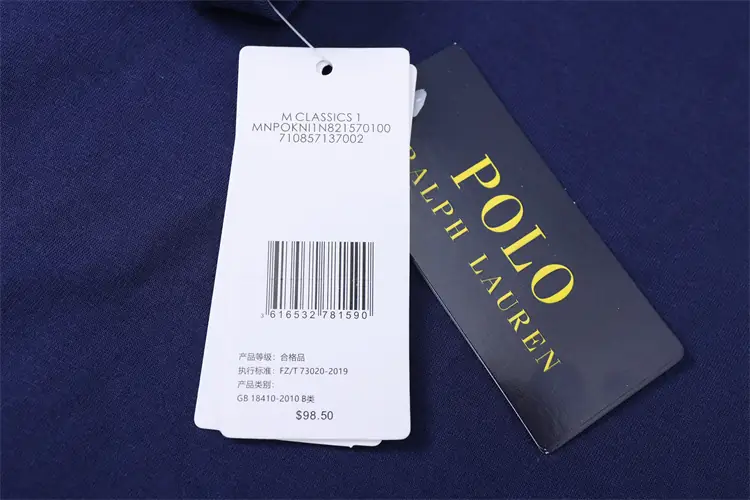 M CLASSICS 1
MNPOKNI1N821570100
710857137002
3 616532 781590
产品等级：合格品
执行标准：FZ/T 73020-2019
产品类别：
GB 18410-2010 B类
$98.50
POLO
RALPH LAUREN